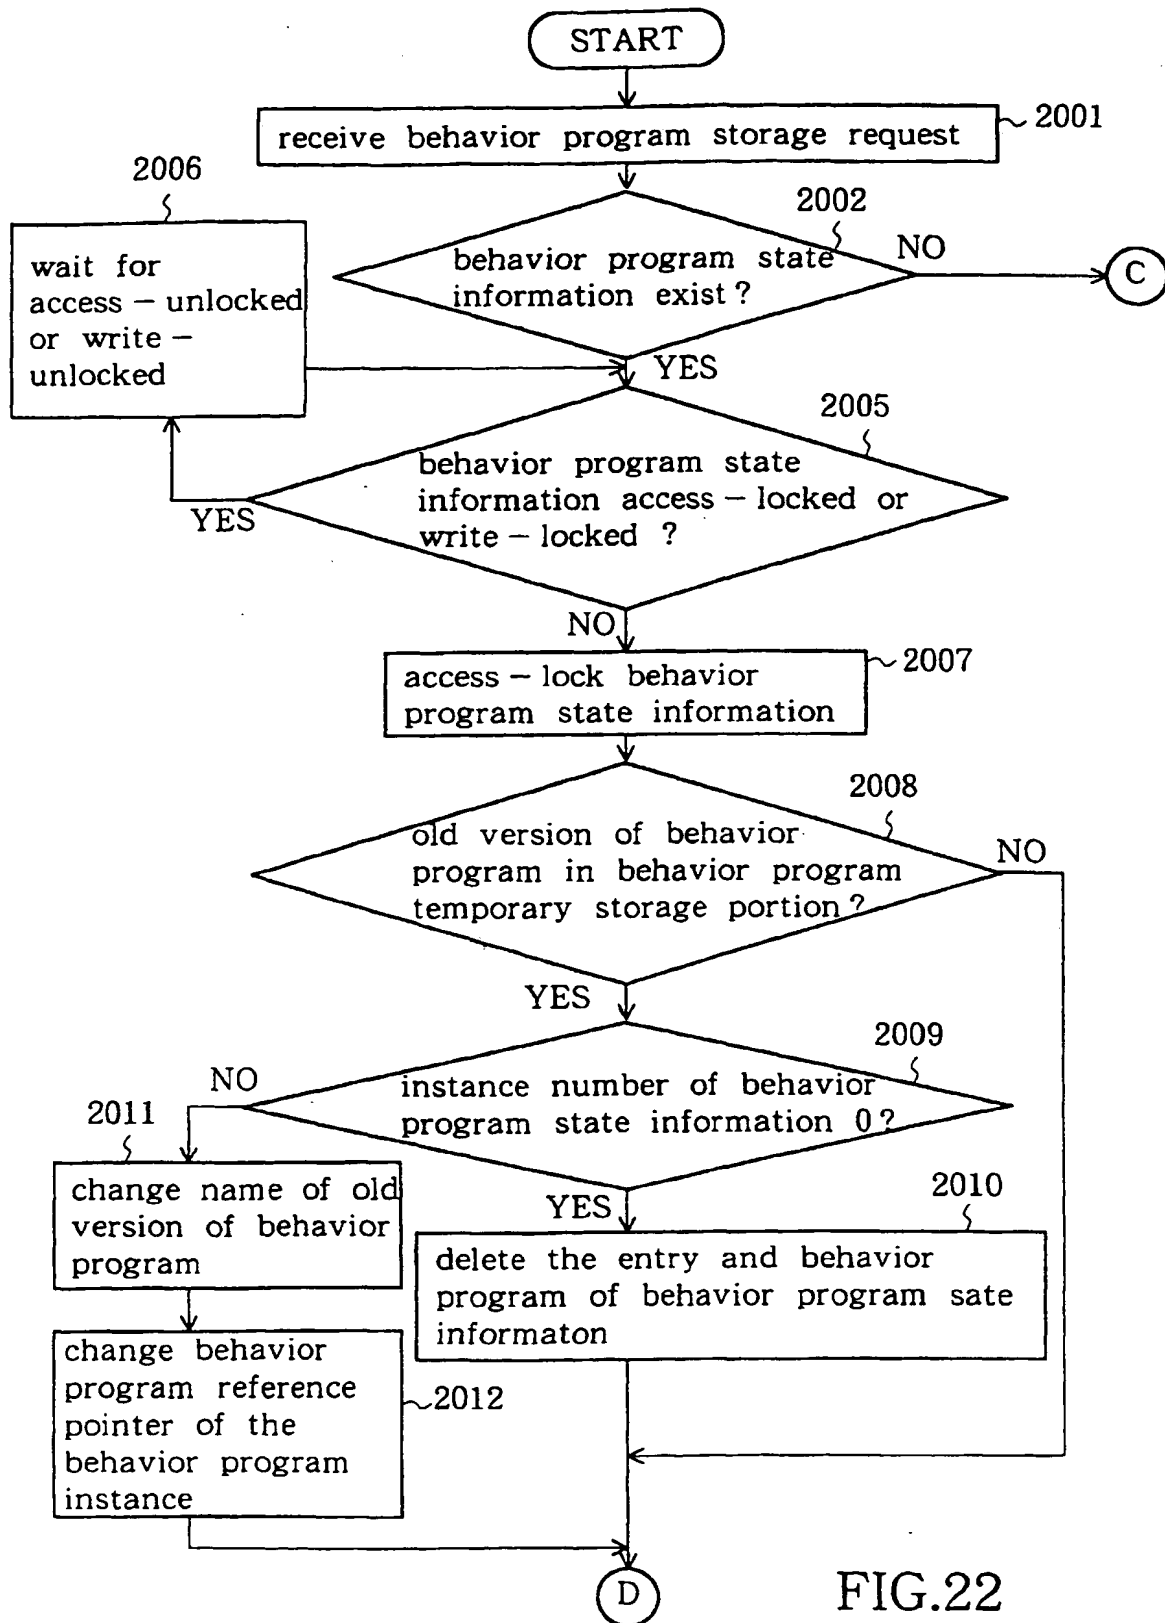 START
receive behavior program storage request
2001
2006
2002
behavior program state
information exist ?
NO
C
wait for
access – unlocked
or write –
unlocked
YES
2005
behavior program state
information access – locked or
write – locked ?
YES
NO
2007
access – lock behavior
program state information
2008
old version of behavior
program in behavior program
temporary storage portion ?
NO
YES
2009
instance number of behavior
program state information 0 ?
NO
2011
change name of old
version of behavior
program
YES
2010
delete the entry and behavior
program of behavior program sate
informaton
change behavior
program reference
pointer of the
behavior program
instance
2012
D
FIG.22